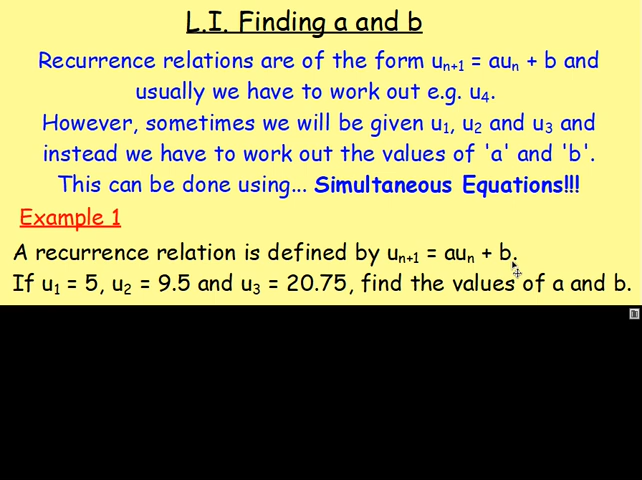 L.I. Finding a and b
Recurrence relations are of the form uₙ₊₁ = auₙ + b and
usually we have to work out e.g. u₄.
However, sometimes we will be given u₁, u₂ and u₃ and
instead we have to work out the values of 'a' and 'b'.
This can be done using... Simultaneous Equations!!!
Example 1
A recurrence relation is defined by uₙ₊₁ = auₙ + b.
If u₁ = 5, u₂ = 9.5 and u₃ = 20.75, find the values of a and b.